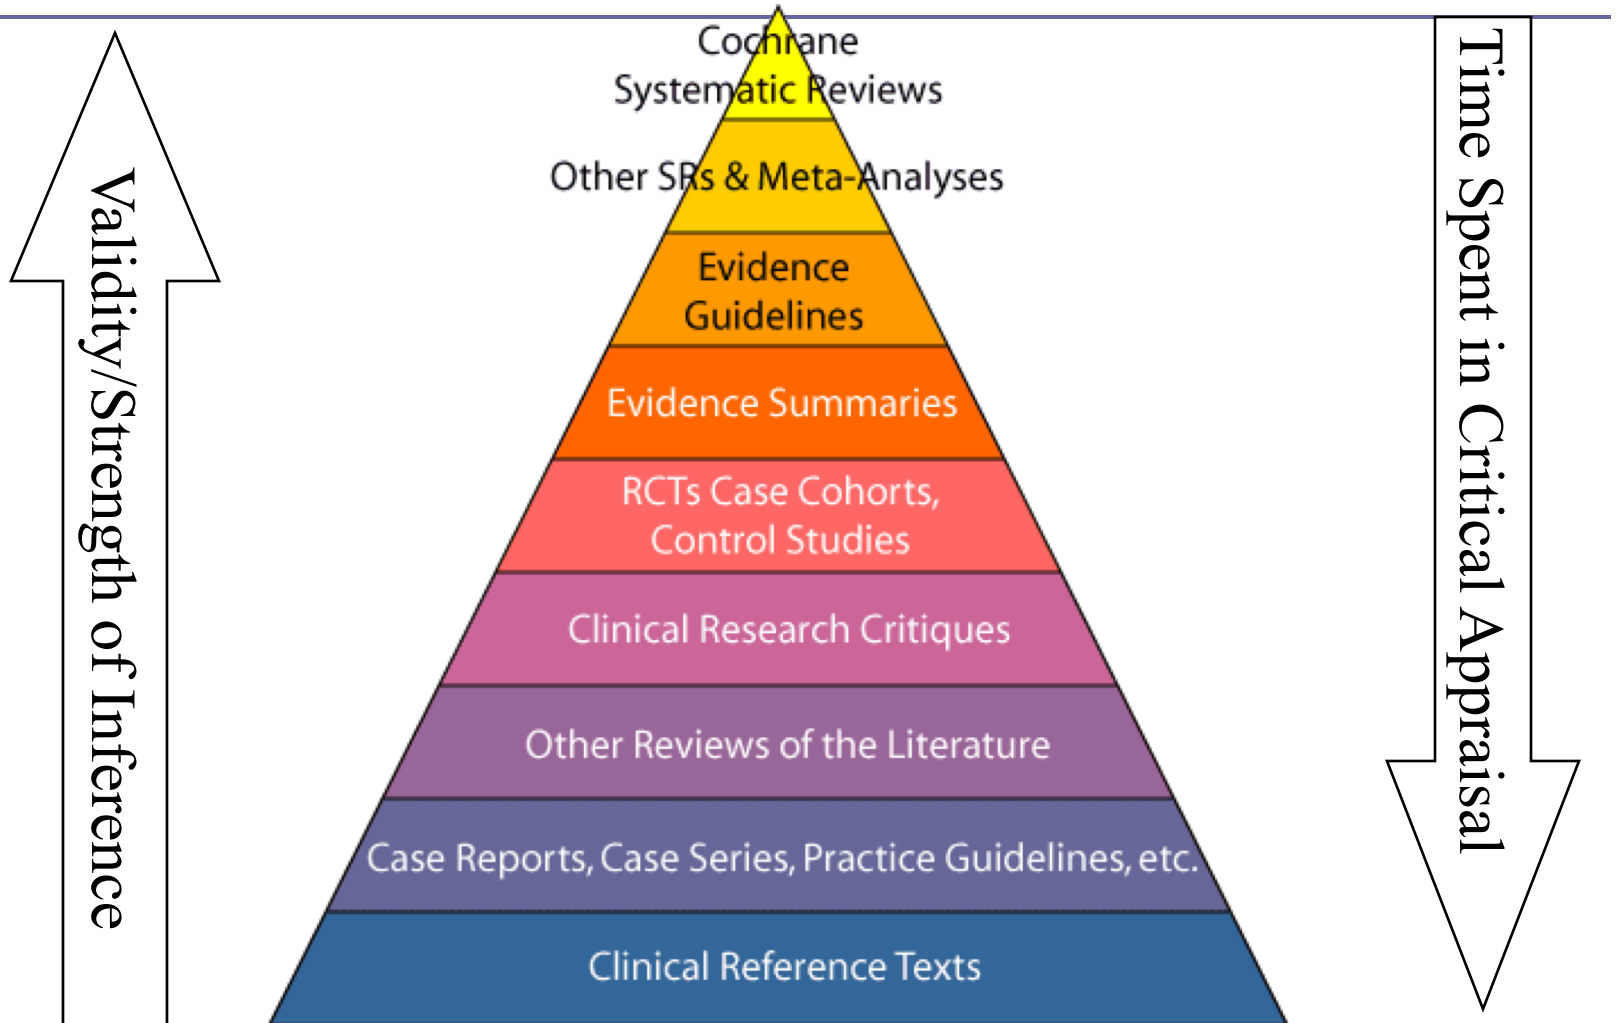 Cochrane
Systematic Reviews
Other SRs & Meta-Analyses
Evidence
Guidelines
Evidence Summaries
RCTs Case Cohorts,
Control Studies
Clinical Research Critiques
Other Reviews of the Literature
Case Reports, Case Series, Practice Guidelines, etc.
Clinical Reference Texts
Validity/Strength of Inference
Time Spent in Critical Appraisal